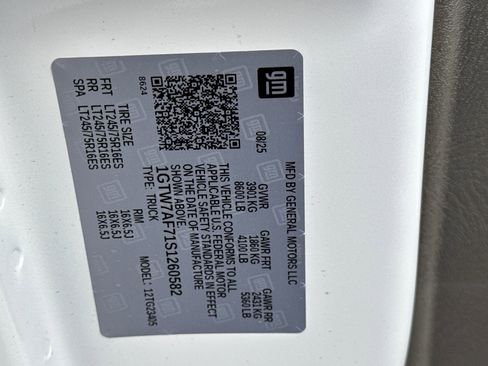 gm
MFD BY GENERAL MOTORS LLC
08/25 GVWR GAWR FRT GAWR RR
3901 KG 1860 KG 2431 KG
8600 LB 4100 LB 5360 LB
THIS VEHICLE CONFORMS TO ALL
APPLICABLE U.S. FEDERAL MOTOR
VEHICLE SAFETY STANDARDS IN EFFECT
ON THE DATE OF MANUFACTURE
SHOWN ABOVE.
1GTW7AF71S1260582
TYPE: TRUCK MODEL: 12TG23405
8624
TIRE SIZE RIM
FRT LT245/75R16ES 16X6.5J
RR LT245/75R16ES 16X6.5J
SPA LT245/75R16ES 16X6.5J